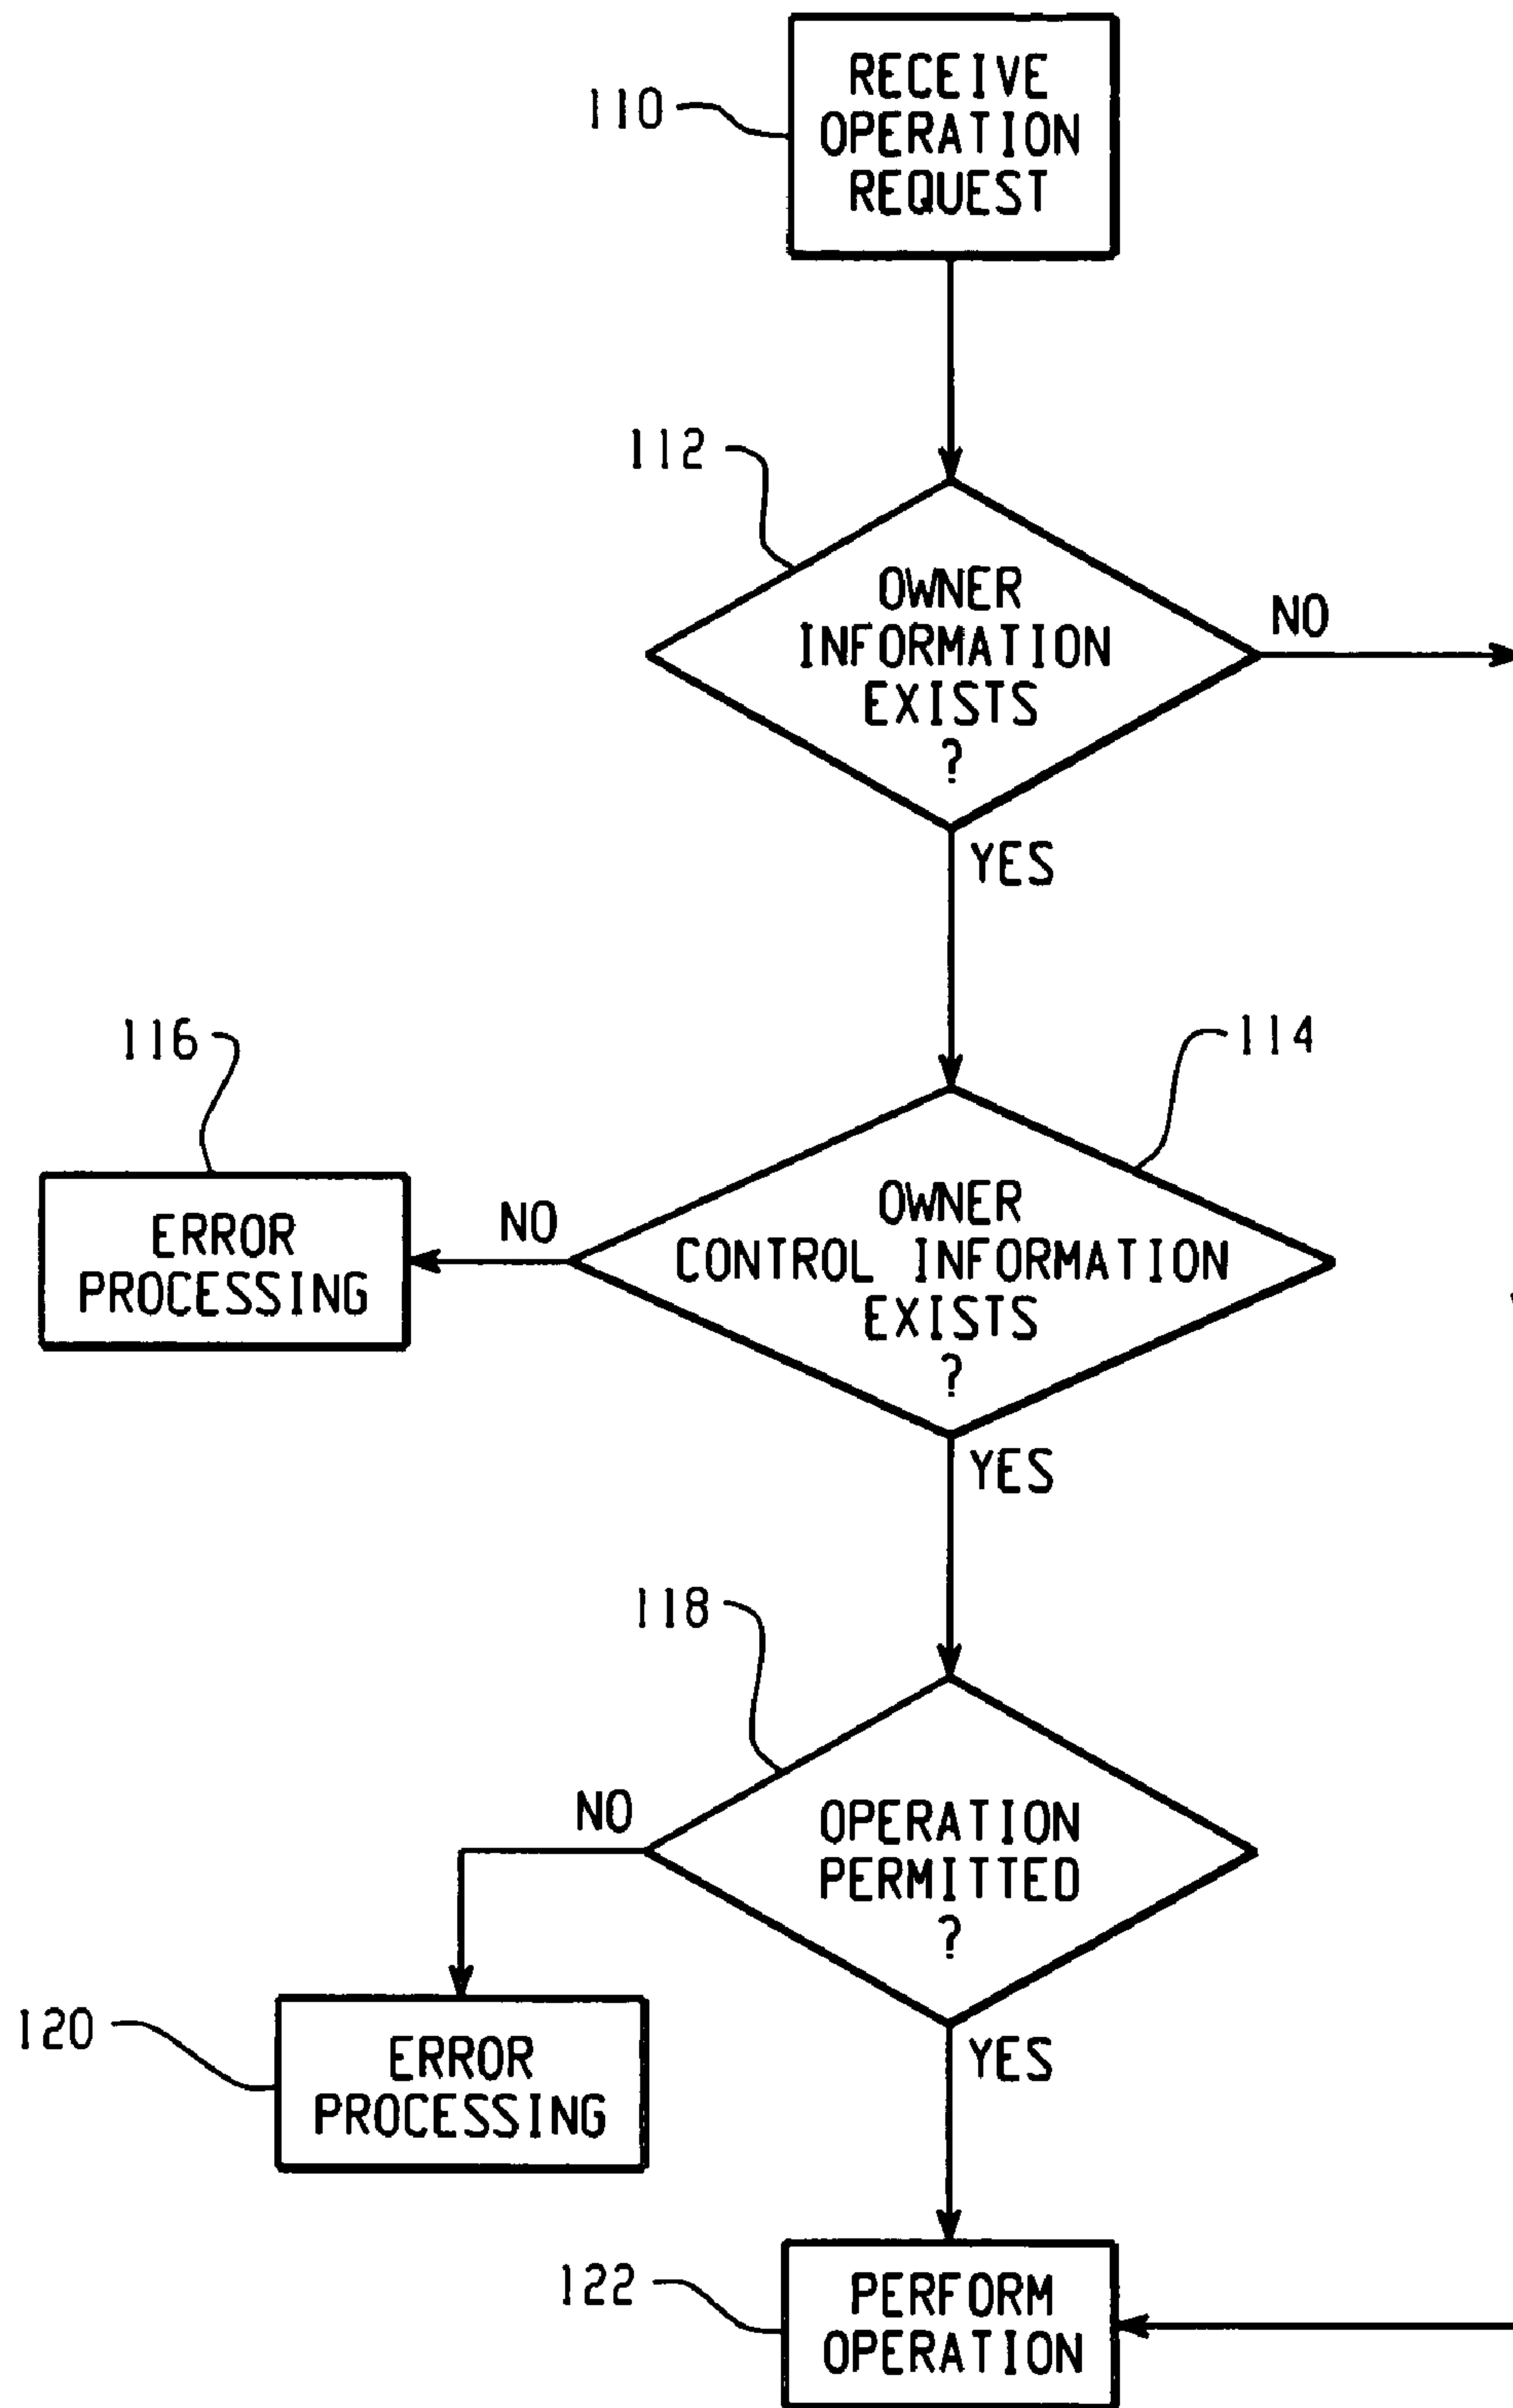 110
RECEIVE
OPERATION
REQUEST
112
OWNER
INFORMATION
EXISTS
?
NO
YES
116
114
ERROR
PROCESSING
NO
OWNER
CONTROL INFORMATION
EXISTS
?
YES
118
NO
OPERATION
PERMITTED
?
120
ERROR
PROCESSING
YES
122
PERFORM
OPERATION